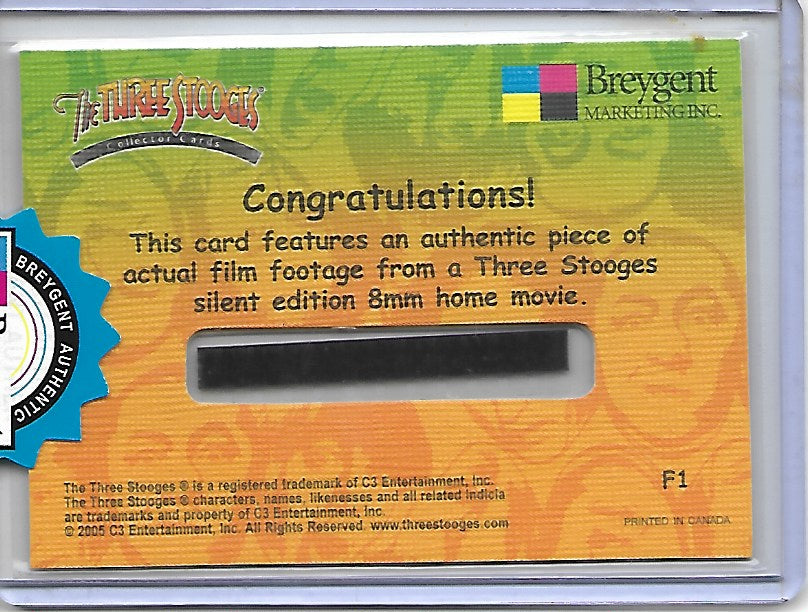 The THREE STOOGES®
Collector Cards
Breygent
MARKETING INC.
Congratulations!
This card features an authentic piece of
actual film footage from a Three Stooges
silent edition 8mm home movie.
BREYGENT AUTHENTIC
The Three Stooges ® is a registered trademark of C3 Entertainment, Inc.
The Three Stooges ® characters, names, likenesses and all related indicia
are trademarks and property of C3 Entertainment, Inc.
© 2005 C3 Entertainment, Inc. All Rights Reserved. www.threestooges.com
F1
PRINTED IN CANADA